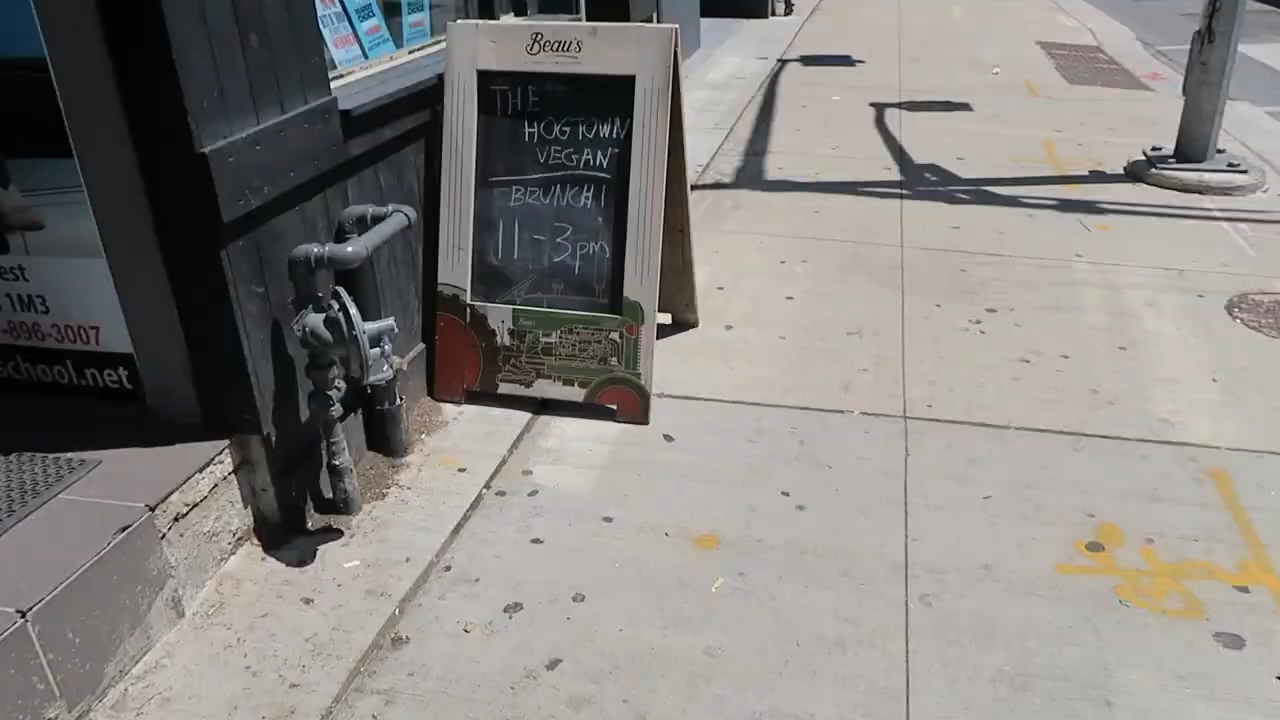 Beau's
THE
HOGTOWN
VEGAN
BRUNCH!
11-3pm
est
1M3
-896-3007
school.net